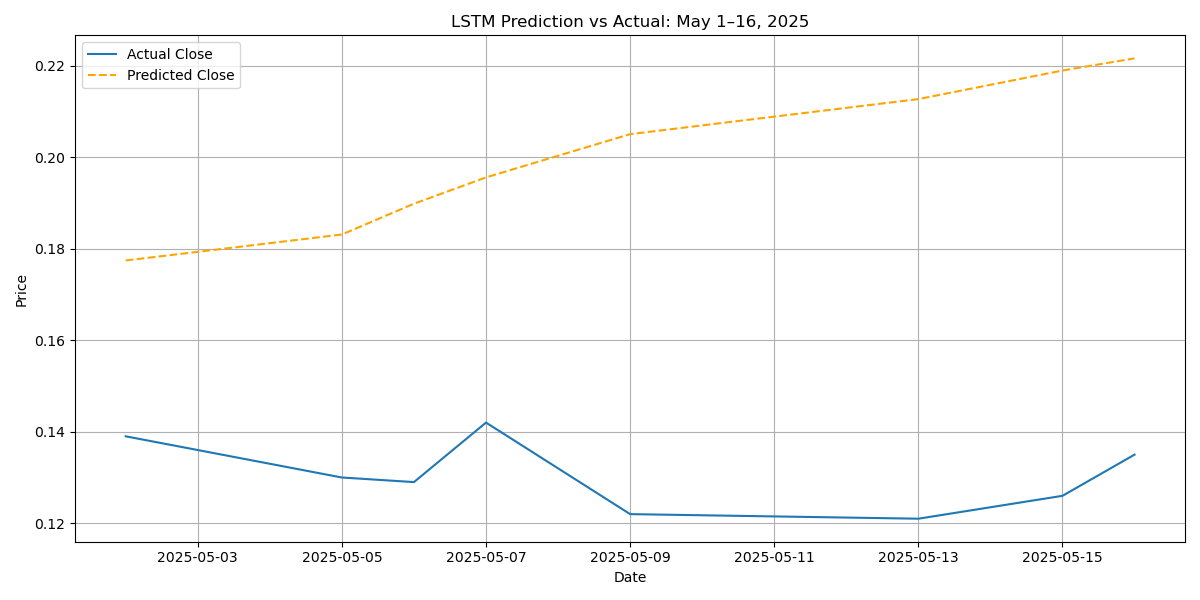 LSTM Prediction vs Actual: May 1–16, 2025
Actual Close
Predicted Close
0.22
0.20
0.18
0.16
0.14
0.12
Price
2025-05-03 2025-05-05 2025-05-07 2025-05-09 2025-05-11 2025-05-13 2025-05-15
Date